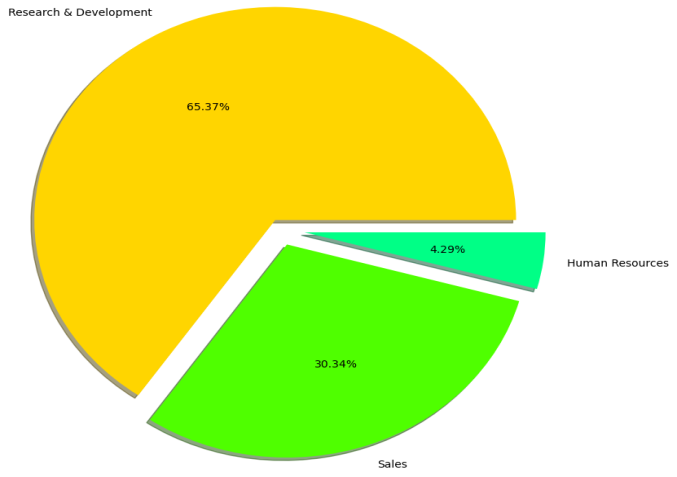 Research & Development
65.37%
4.29%
Human Resources
30.34%
Sales